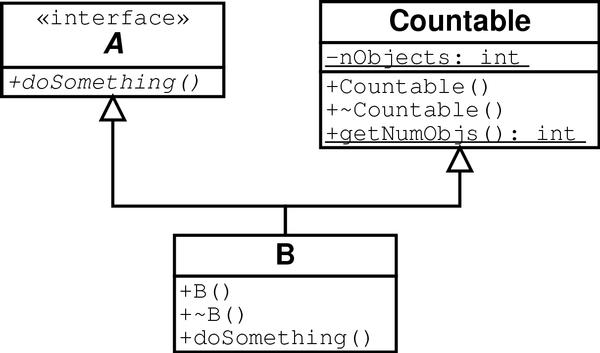 «interface»
A
+doSomething()
Countable
-nObjects: int
+Countable()
+~Countable()
+getNumObjs(): int
B
+B()
+~B()
+doSomething()